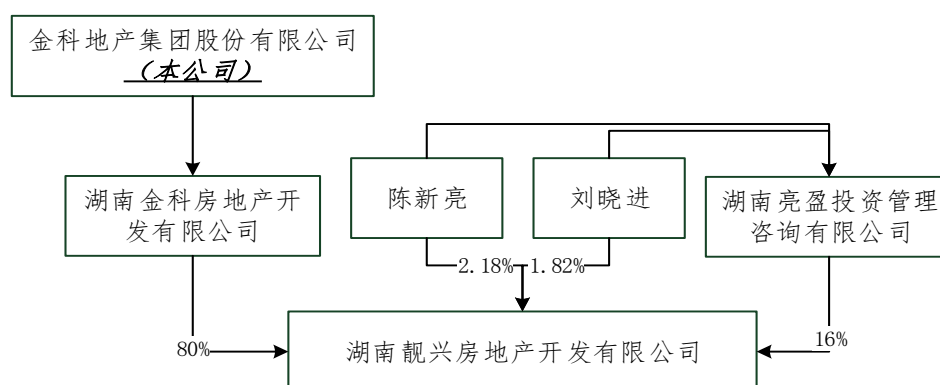 金科地产集团股份有限公司
（本公司）
湖南金科房地产开
发有限公司
陈新亮
刘晓进
湖南亮盈投资管理
咨询有限公司
2.18%
1.82%
80%
湖南靓兴房地产开发有限公司
16%